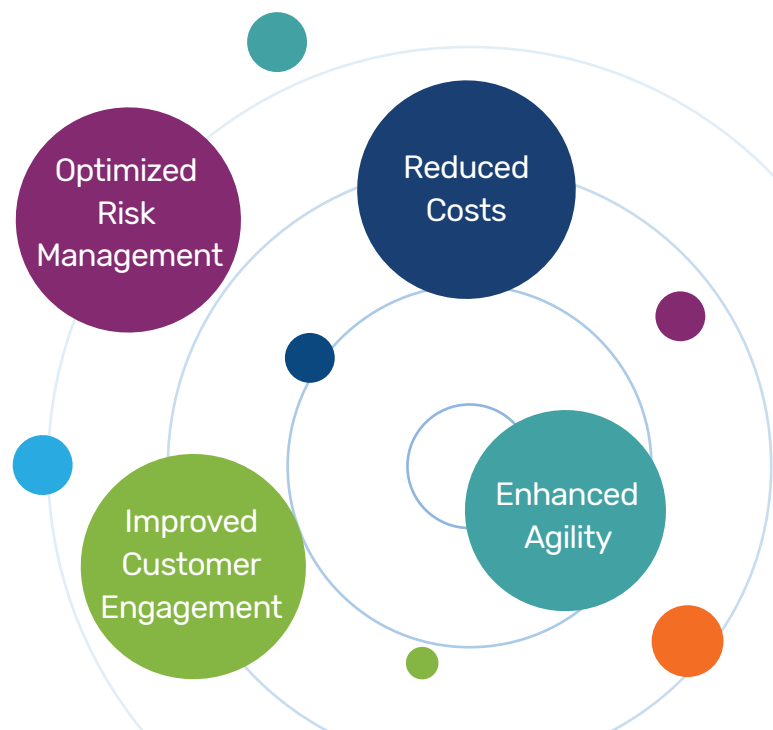 Optimized
Risk
Management
Reduced
Costs
Enhanced
Agility
Improved
Customer
Engagement